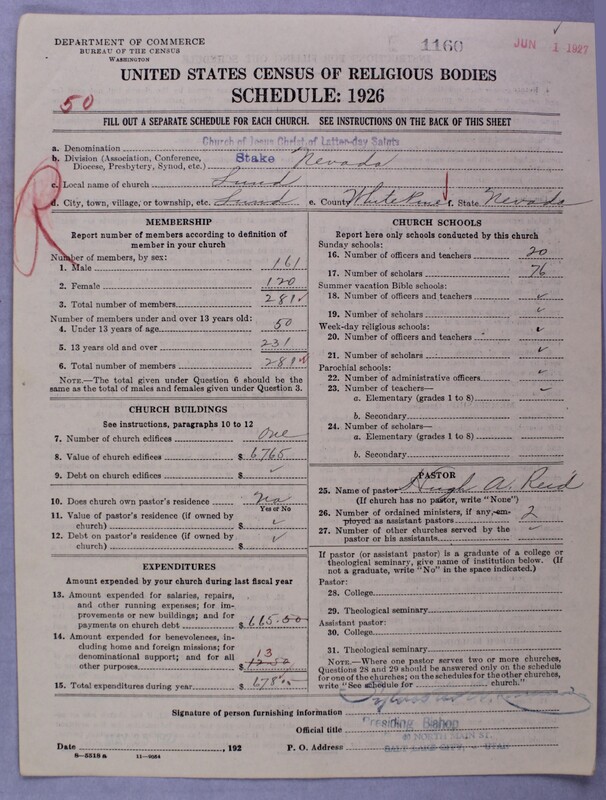 DEPARTMENT OF COMMERCE
BUREAU OF THE CENSUS
WASHINGTON
1160
JUN 1 1927
UNITED STATES CENSUS OF RELIGIOUS BODIES
SCHEDULE: 1926
50
FILL OUT A SEPARATE SCHEDULE FOR EACH CHURCH. SEE INSTRUCTIONS ON THE BACK OF THIS SHEET
a. Denomination Church of Jesus Christ of Latter-day Saints
b. Division (Association, Conference, Diocese, Presbytery, Synod, etc.) Stake Nevada
c. Local name of church Lund
d. City, town, village, or township, etc. Lund e. County White Pine f. State Nevada
R
MEMBERSHIP
Report number of members according to definition of
member in your church
Number of members, by sex:
1. Male 161
2. Female 120
3. Total number of members 281 ✓
Number of members under and over 13 years old:
4. Under 13 years of age 50
5. 13 years old and over 231
6. Total number of members 281 ✓
NOTE.—The total given under Question 6 should be the
same as the total of males and females given under Question 3.
CHURCH BUILDINGS
See instructions, paragraphs 10 to 12
7. Number of church edifices One
8. Value of church edifices $ 6765
9. Debt on church edifices $ ✓
10. Does church own pastor's residence No
Yes or No
11. Value of pastor's residence (if owned by
church) $ ✓
12. Debt on pastor's residence (if owned by
church) $ ✓
EXPENDITURES
Amount expended by your church during last fiscal year
13. Amount expended for salaries, repairs,
and other running expenses; for im-
provements or new buildings; and for
payments on church debt $ 665.00
14. Amount expended for benevolences,
including home and foreign missions; for
denominational support; and for all
other purposes $ 13
12.50
15. Total expenditures during year $ 678
CHURCH SCHOOLS
Report here only schools conducted by this church
Sunday schools:
16. Number of officers and teachers 20
17. Number of scholars 76
Summer vacation Bible schools:
18. Number of officers and teachers ✓
19. Number of scholars ✓
Week-day religious schools:
20. Number of officers and teachers ✓
21. Number of scholars ✓
Parochial schools:
22. Number of administrative officers ✓
23. Number of teachers— ✓
a. Elementary (grades 1 to 8)
b. Secondary
24. Number of scholars—
a. Elementary (grades 1 to 8)
b. Secondary
PASTOR
25. Name of pastor Hugh A. Reid
(If church has no pastor, write "None")
26. Number of ordained ministers, if any, em-
ployed as assistant pastors 2
27. Number of other churches served by the
pastor or his assistants ✓
If pastor (or assistant pastor) is a graduate of a college or
theological seminary, give name of institution below. (If
not a graduate, write "No" in the space indicated.)
Pastor:
28. College
29. Theological seminary
Assistant pastor:
30. College
31. Theological seminary
NOTE.—Where one pastor serves two or more churches,
Questions 28 and 29 should be answered only on the schedule
for one of the churches; on the schedules for the other churches,
write "See schedule for church."
Signature of person furnishing information
Official title Presiding Bishop
Date , 192 P. O. Address 40 NORTH MAIN ST.
SALT LAKE CITY, UTAH
8—5518 a 11—9084